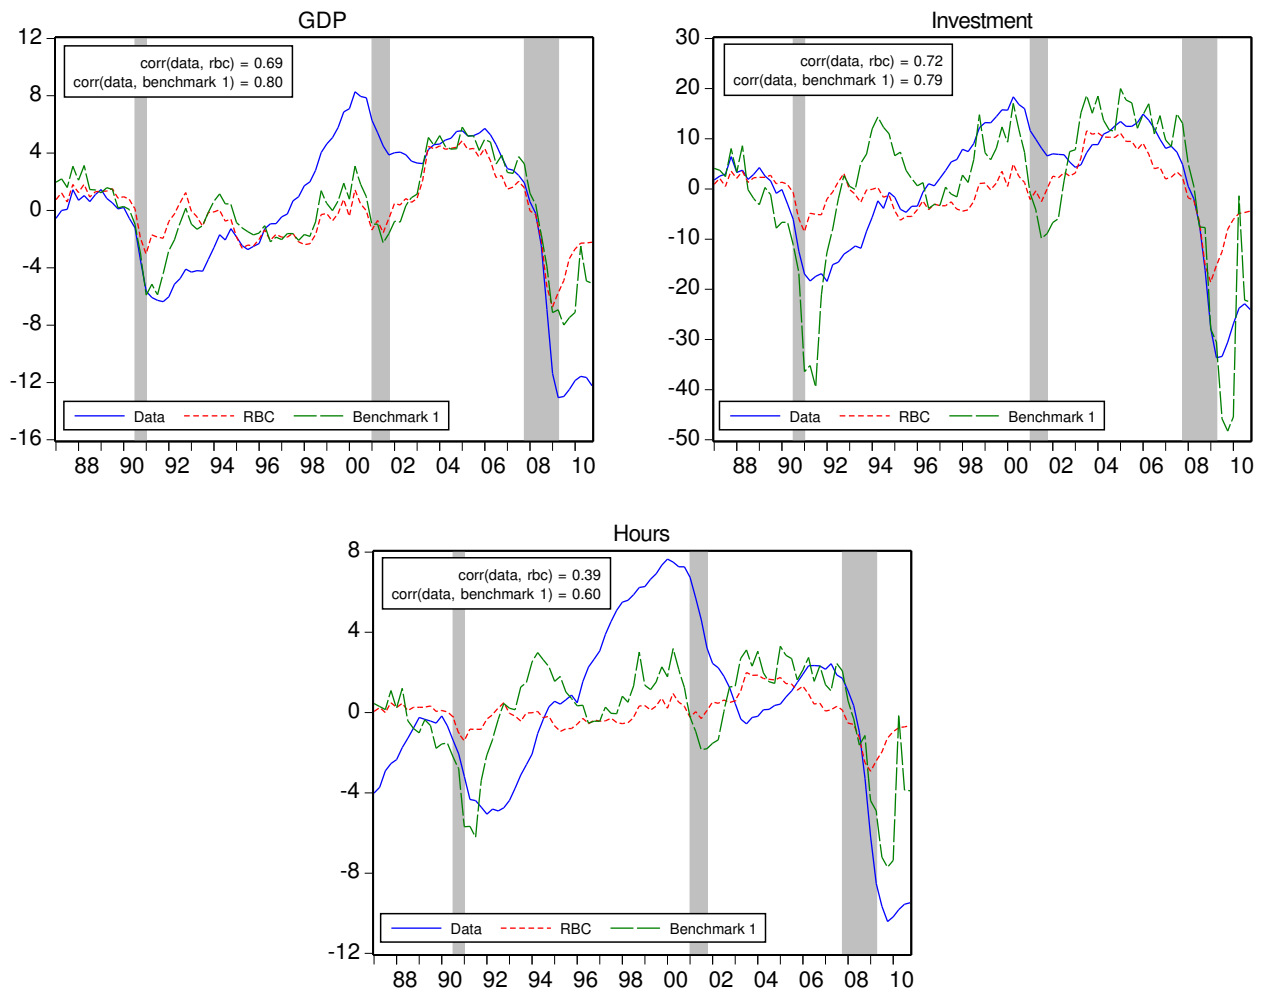 GDP
12
8
4
0
-4
-8
-12
-16
corr(data, rbc) = 0.69
corr(data, benchmark 1) = 0.80
Data RBC Benchmark 1
88 90 92 94 96 98 00 02 04 06 08 10
Investment
30
20
10
0
-10
-20
-30
-40
-50
corr(data, rbc) = 0.72
corr(data, benchmark 1) = 0.79
Data RBC Benchmark 1
88 90 92 94 96 98 00 02 04 06 08 10
Hours
8
4
0
-4
-8
-12
corr(data, rbc) = 0.39
corr(data, benchmark 1) = 0.60
Data RBC Benchmark 1
88 90 92 94 96 98 00 02 04 06 08 10